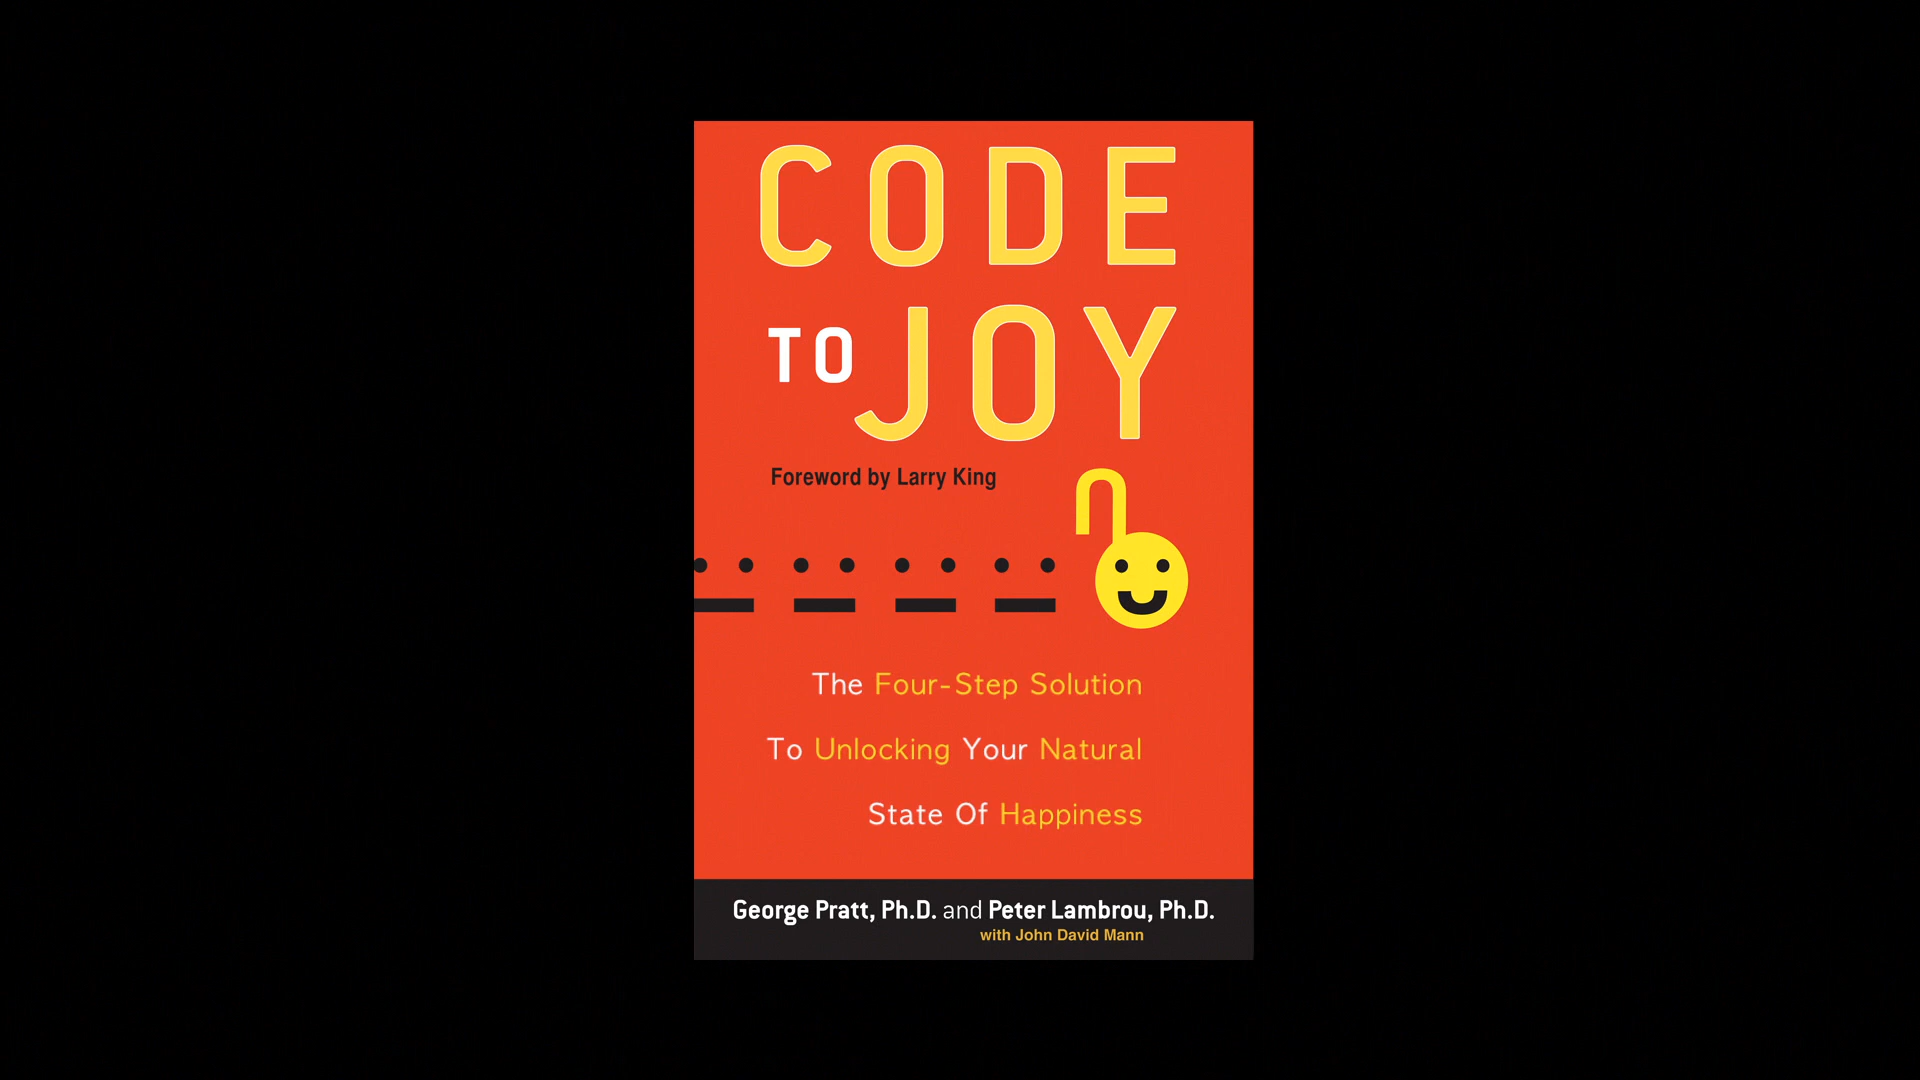 CODE
TO JOY
Foreword by Larry King
The Four-Step Solution
To Unlocking Your Natural
State Of Happiness
George Pratt, Ph.D. and Peter Lambrou, Ph.D.
with John David Mann